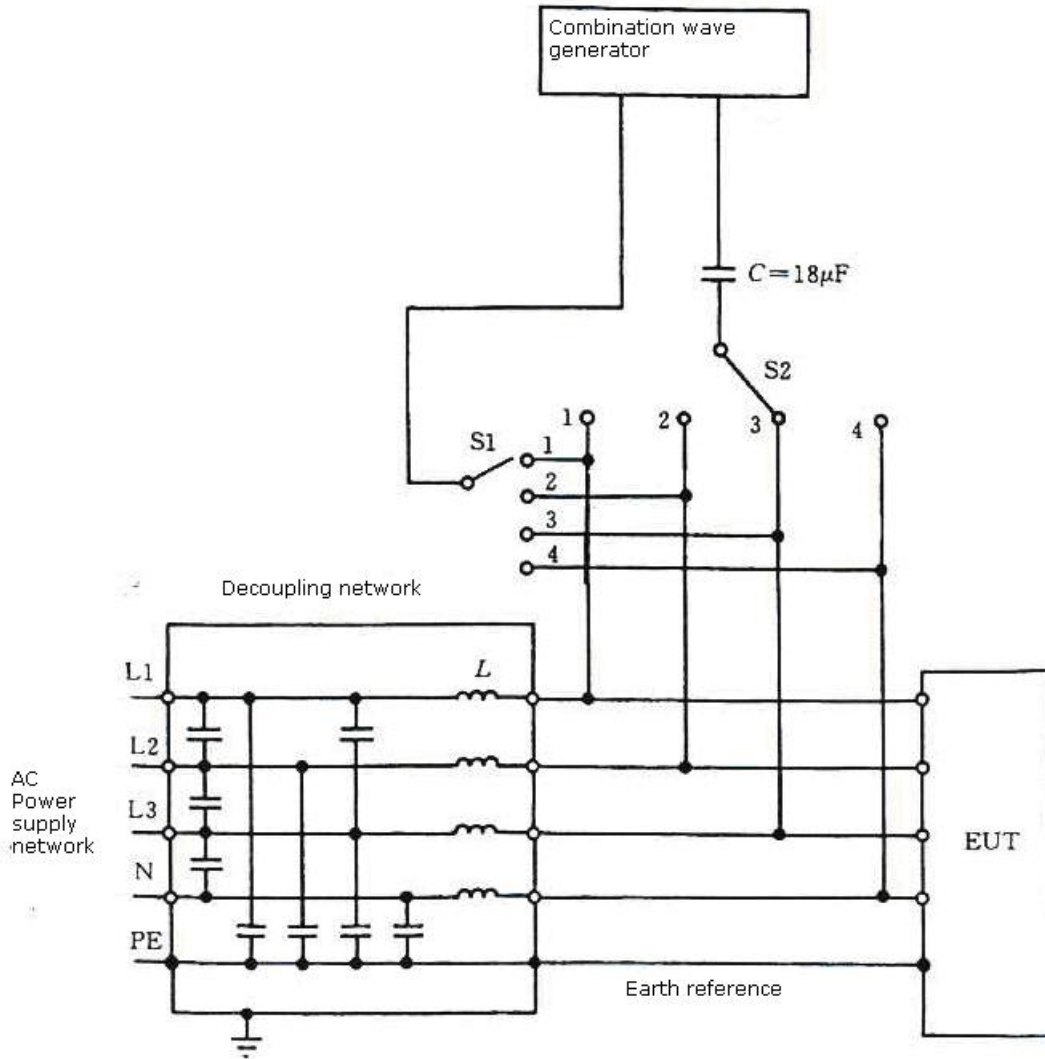 Combination wave
generator
C=18μF
S2
1
2
3
4
S1
1
2
3
4
Decoupling network
L1
L
L2
AC
Power
supply
network
L3
N
EUT
PE
Earth reference